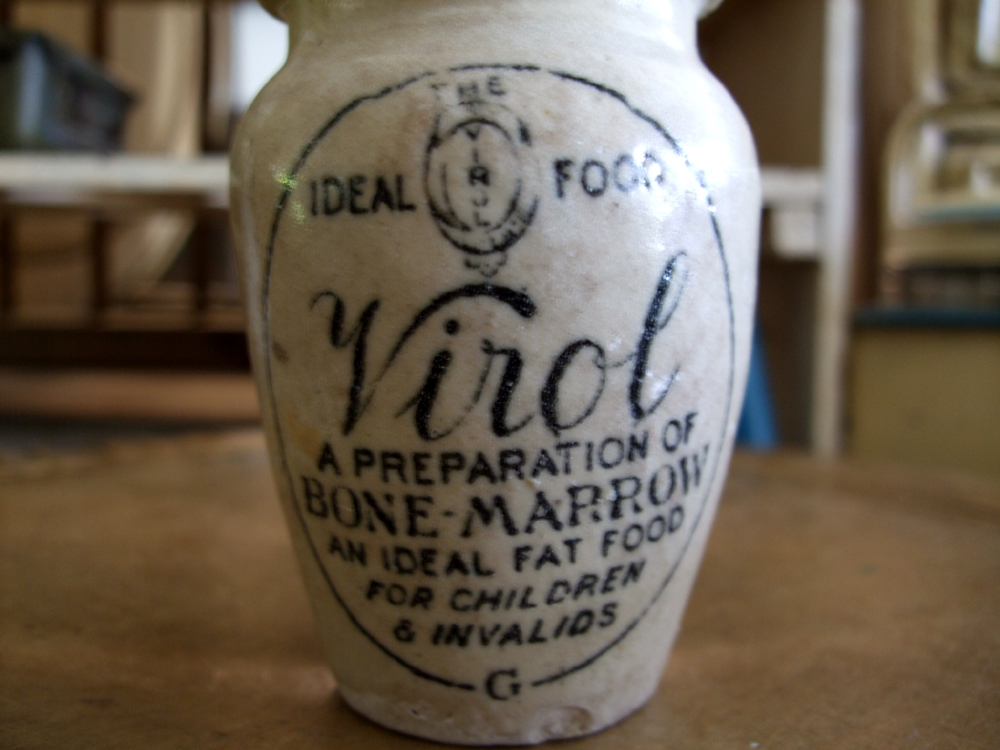 THE
IDEAL VIROL FOOD
Virol
A PREPARATION OF
BONE-MARROW
AN IDEAL FAT FOOD
FOR CHILDREN
& INVALIDS
G